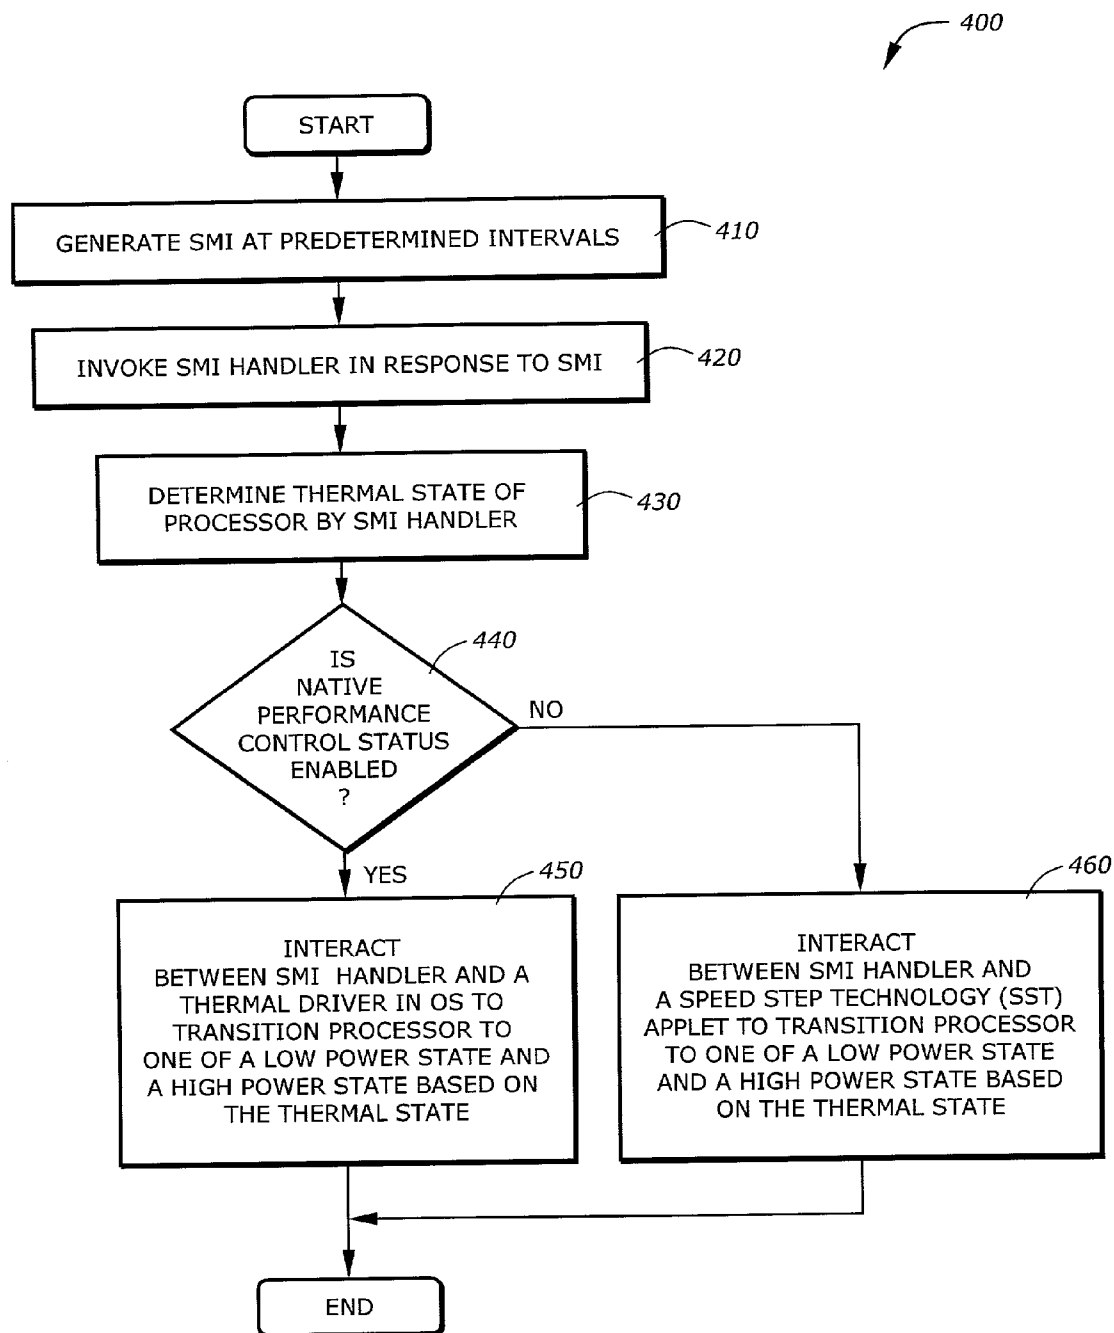 400
START
GENERATE SMI AT PREDETERMINED INTERVALS
410
INVOKE SMI HANDLER IN RESPONSE TO SMI
420
DETERMINE THERMAL STATE OF
PROCESSOR BY SMI HANDLER
430
440
IS
NATIVE
PERFORMANCE
CONTROL STATUS
ENABLED
?
NO
YES
450
INTERACT
BETWEEN SMI HANDLER AND A
THERMAL DRIVER IN OS TO
TRANSITION PROCESSOR TO
ONE OF A LOW POWER STATE AND
A HIGH POWER STATE BASED ON
THE THERMAL STATE
460
INTERACT
BETWEEN SMI HANDLER AND
A SPEED STEP TECHNOLOGY (SST)
APPLET TO TRANSITION PROCESSOR
TO ONE OF A LOW POWER STATE
AND A HIGH POWER STATE BASED
ON THE THERMAL STATE
END